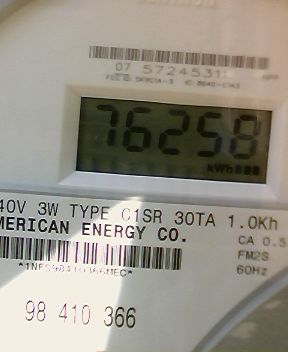 07 5724531
76258
kWh888
40V 3W TYPE C1SR 30TA 1.0Kh
MERICAN ENERGY CO.
CA 0.5
FM2S
60Hz
98 410 366